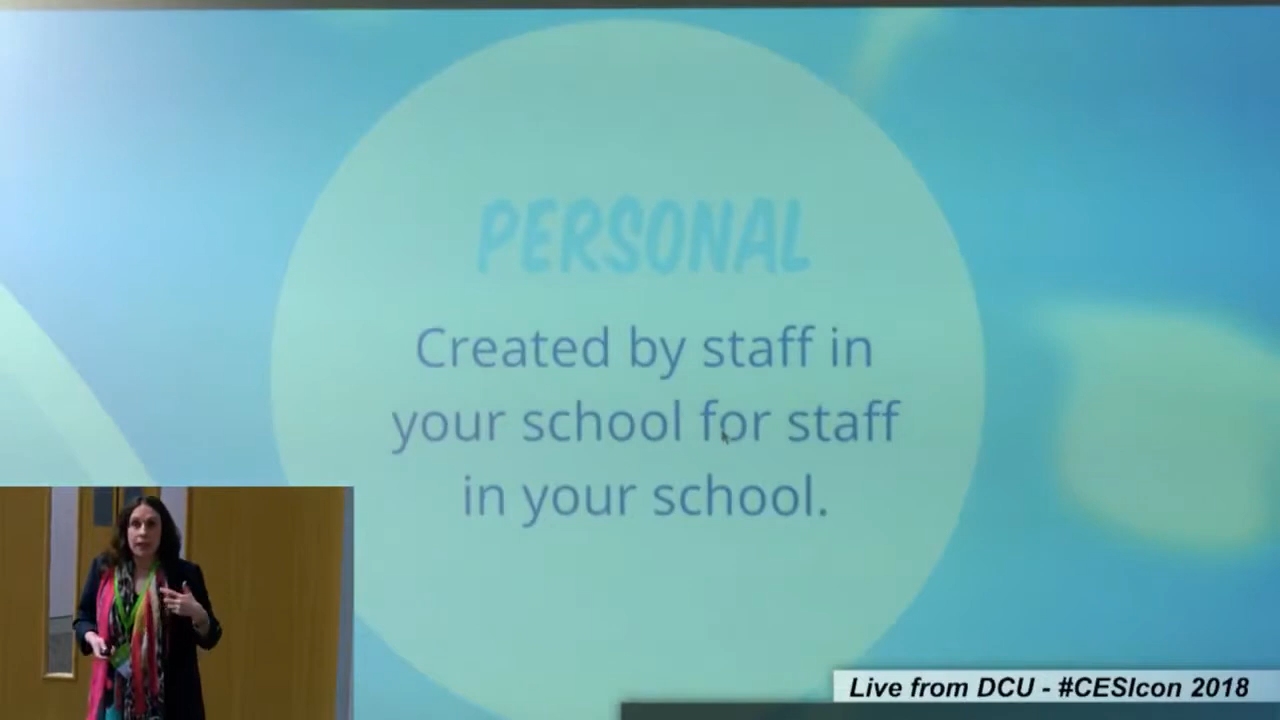 PERSONAL
Created by staff in
your school for staff
in your school.
Live from DCU - #CESIcon 2018